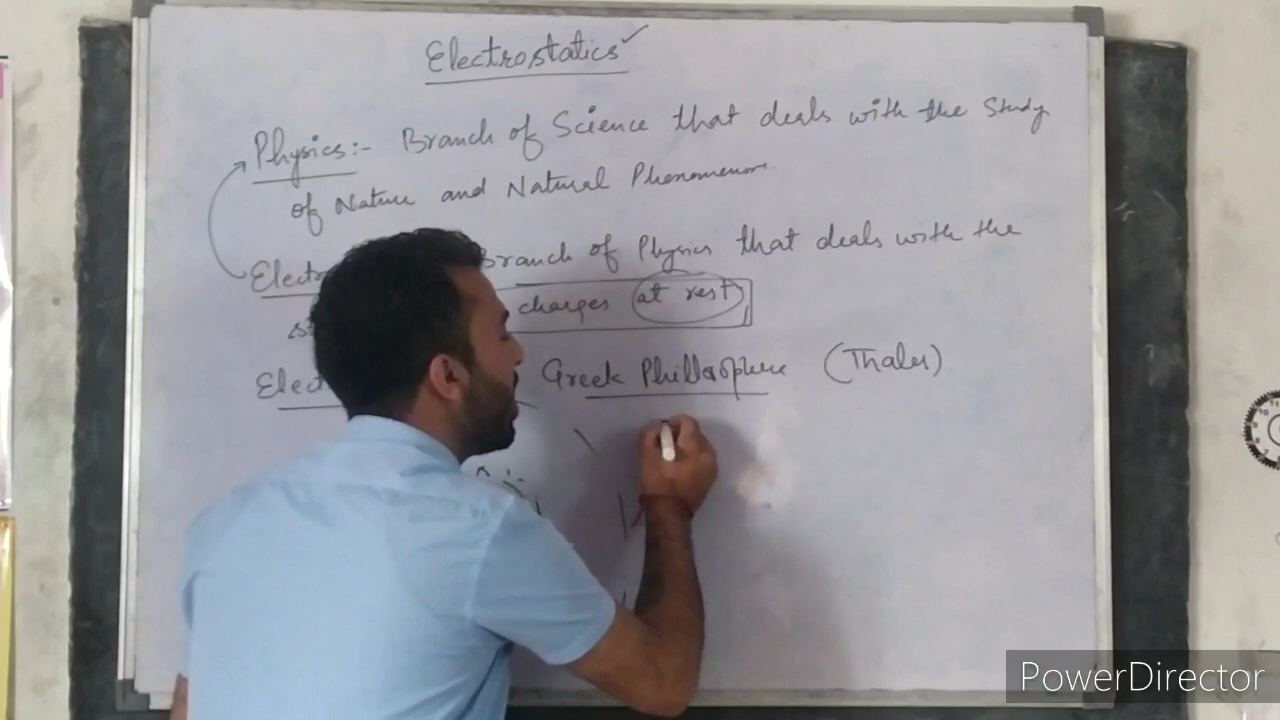 Electrostatics
Physics:- Branch of Science that deals with the Study
of Nature and Natural Phenomenon
Branch of Physics that deals with the
charges at rest
Greek Phillosphere (Thales)
PowerDirector